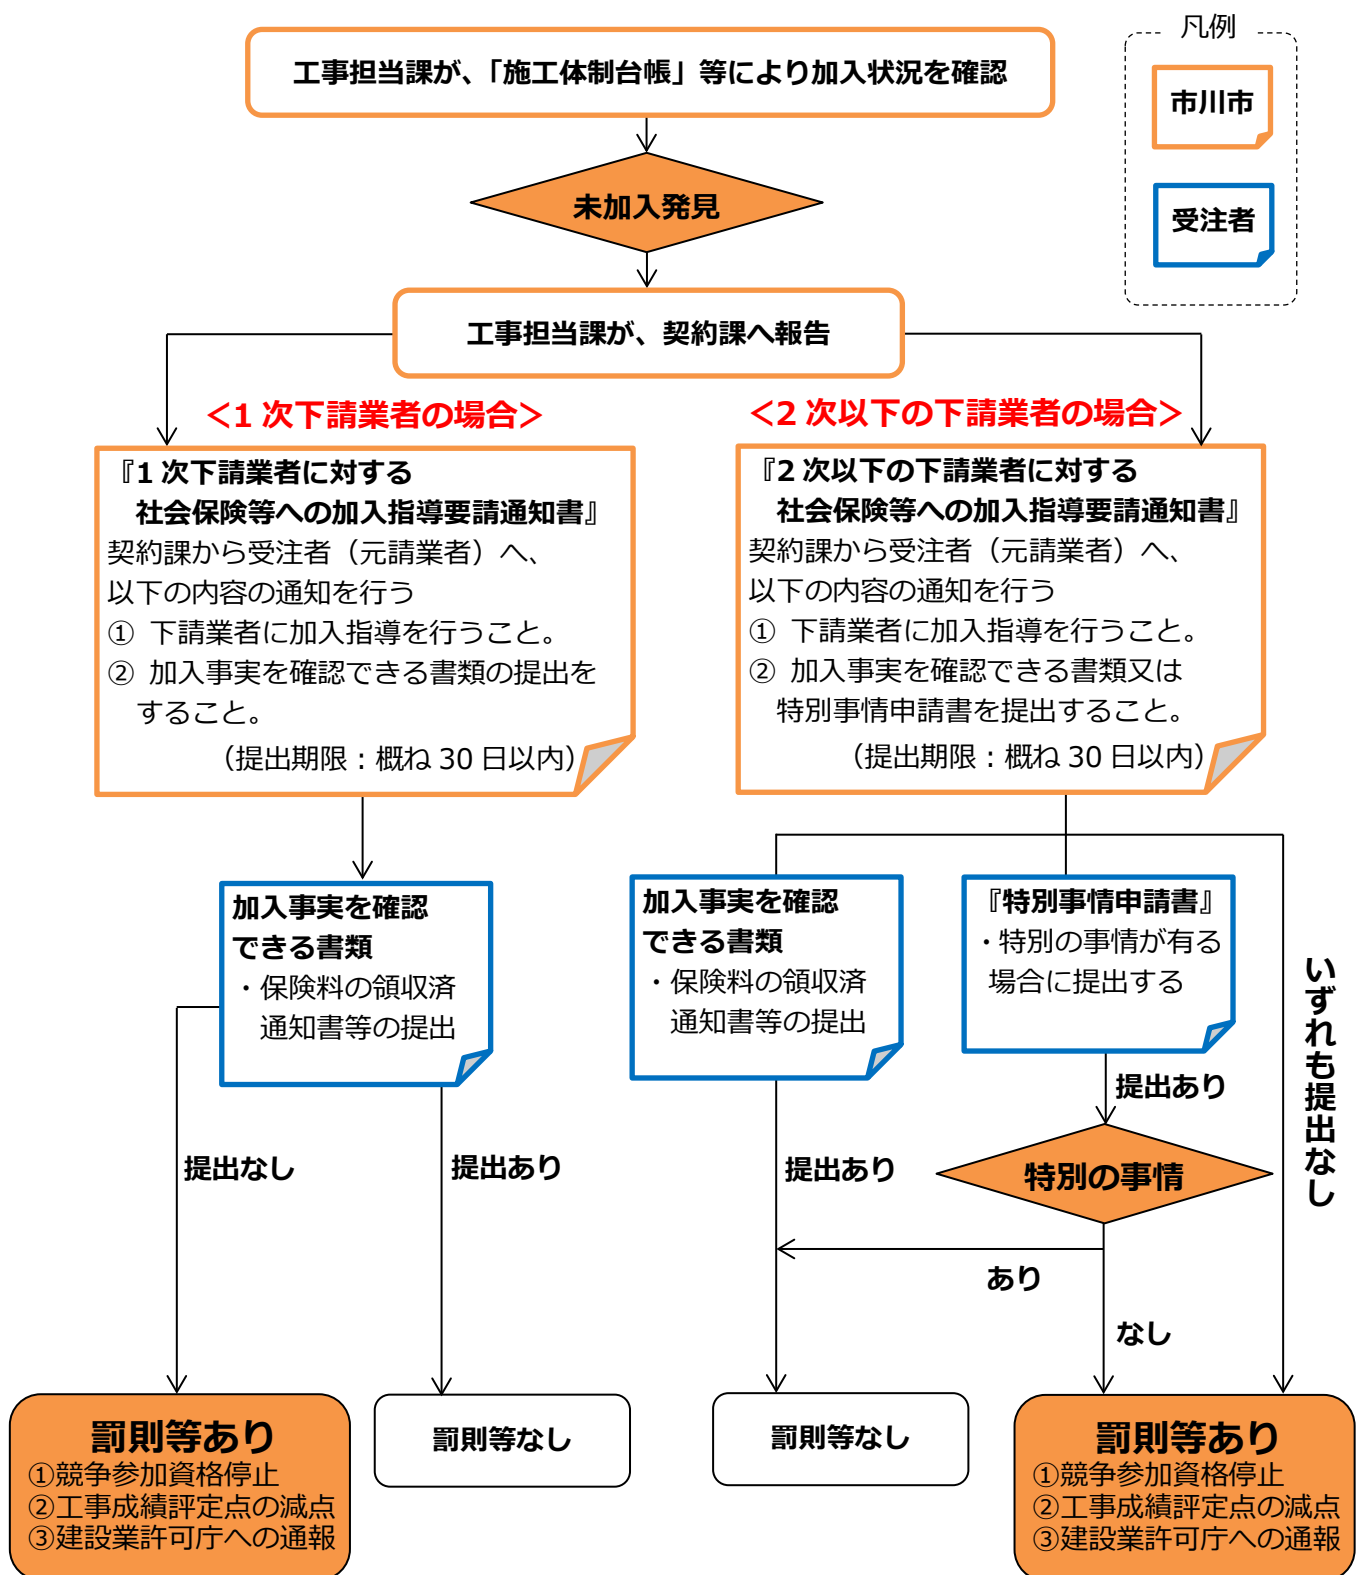 凡例
工事担当課が、「施工体制台帳」等により加入状況を確認
市川市
受注者
未加入発見
工事担当課が、契約課へ報告
<1 次下請業者の場合>
『1 次下請業者に対する
社会保険等への加入指導要請通知書』
契約課から受注者（元請業者）へ、
以下の内容の通知を行う
① 下請業者に加入指導を行うこと。
② 加入事実を確認できる書類の提出を
すること。
（提出期限：概ね 30 日以内）
<2 次以下の下請業者の場合>
『2 次以下の下請業者に対する
社会保険等への加入指導要請通知書』
契約課から受注者（元請業者）へ、
以下の内容の通知を行う
① 下請業者に加入指導を行うこと。
② 加入事実を確認できる書類又は
特別事情申請書を提出すること。
（提出期限：概ね 30 日以内）
加入事実を確認
できる書類
・保険料の領収済
通知書等の提出
提出なし
提出あり
加入事実を確認
できる書類
・保険料の領収済
通知書等の提出
提出あり
『特別事情申請書』
・特別の事情が有る
場合に提出する
提出あり
特別の事情
あり
なし
いずれも提出なし
罰則等あり
①競争参加資格停止
②工事成績評定点の減点
③建設業許可庁への通報
罰則等なし
罰則等なし
罰則等あり
①競争参加資格停止
②工事成績評定点の減点
③建設業許可庁への通報